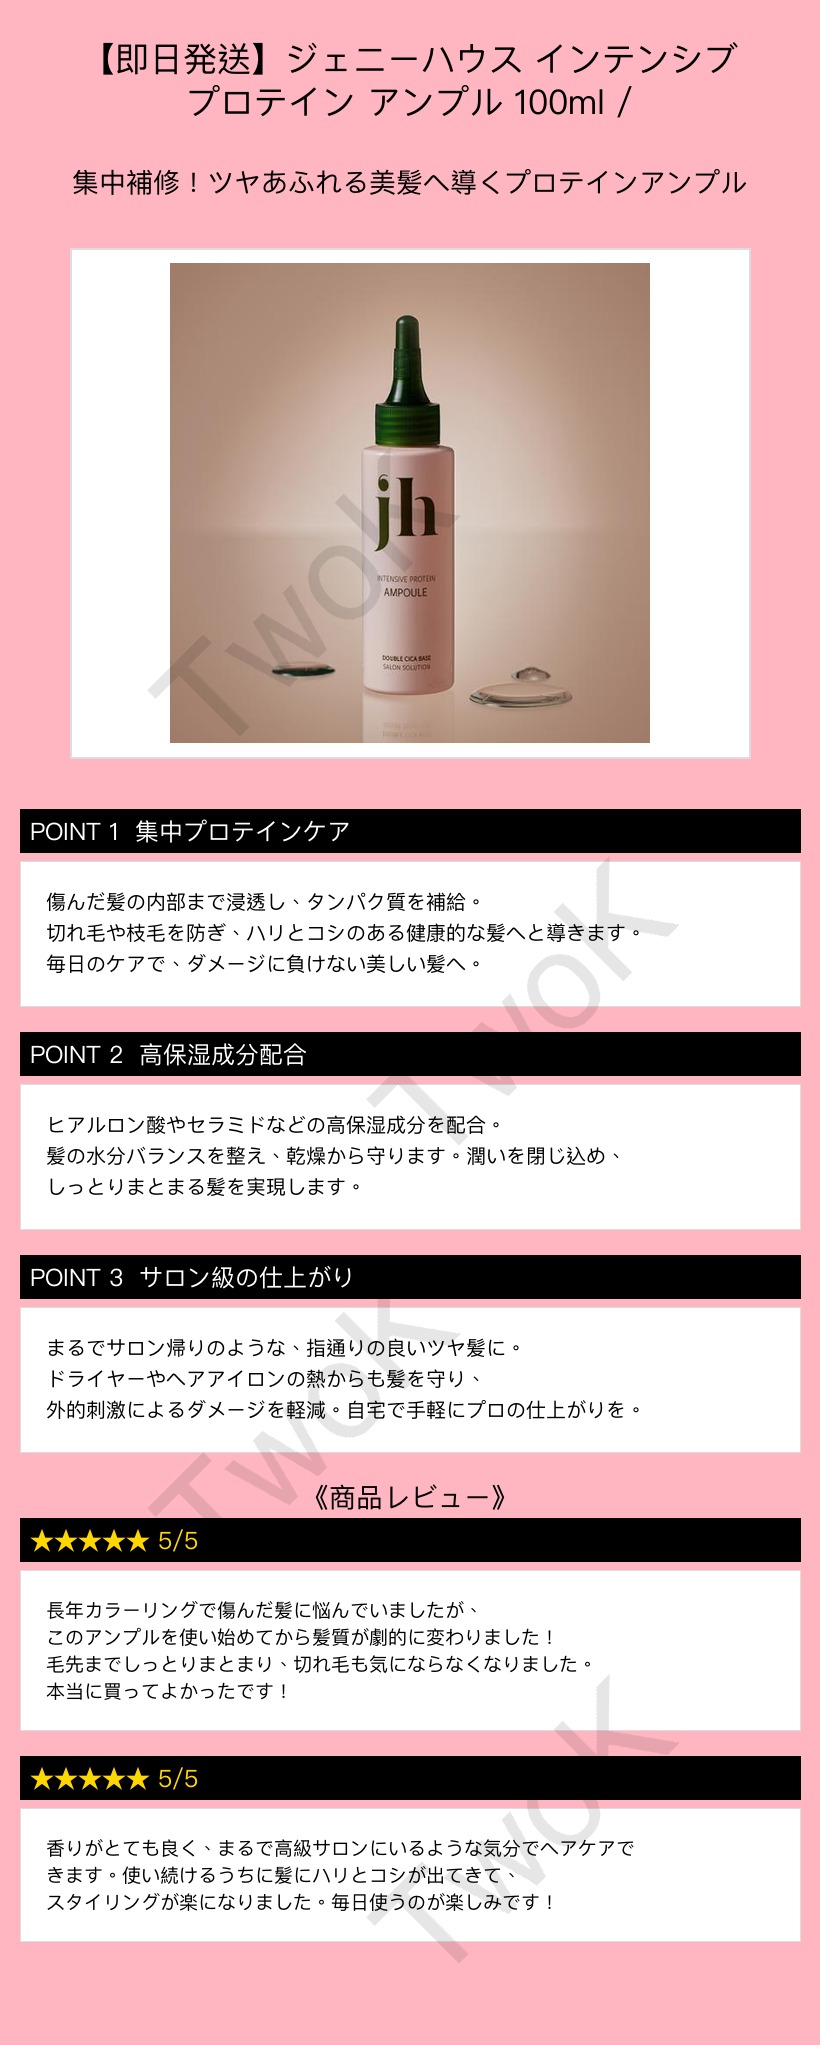 【即日発送】ジェニーハウス インテンシブ
プロテイン アンプル 100ml /
集中補修！ツヤあふれる美髪へ導くプロテインアンプル
jh
INTENSIVE PROTEIN
AMPOULE
DOUBLE CICA BASE
SALON SOLUTION
TwoK
POINT 1 集中プロテインケア
傷んだ髪の内部まで浸透し、タンパク質を補給。
切れ毛や枝毛を防ぎ、ハリとコシのある健康的な髪へと導きます。
毎日のケアで、ダメージに負けない美しい髪へ。
TwoK
POINT 2 高保湿成分配合
ヒアルロン酸やセラミドなどの高保湿成分を配合。
髪の水分バランスを整え、乾燥から守ります。潤いを閉じ込め、
しっとりまとまる髪を実現します。
POINT 3 サロン級の仕上がり
まるでサロン帰りのような、指通りの良いツヤ髪に。
ドライヤーやヘアアイロンの熱からも髪を守り、
外的刺激によるダメージを軽減。自宅で手軽にプロの仕上がりを。
TwoK
《商品レビュー》
★★★★★ 5/5
長年カラーリングで傷んだ髪に悩んでいましたが、
このアンプルを使い始めてから髪質が劇的に変わりました！
毛先までしっとりまとまり、切れ毛も気にならなくなりました。
本当に買ってよかったです！
★★★★★ 5/5
香りがとても良く、まるで高級サロンにいるような気分でヘアケアで
きます。使い続けるうちに髪にハリとコシが出てきて、
スタイリングが楽になりました。毎日使うのが楽しみです！
TwoK